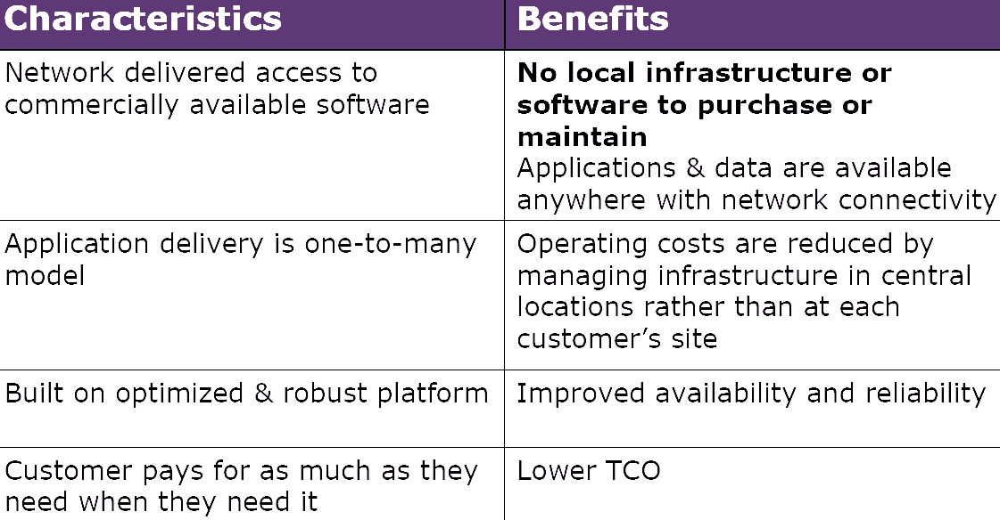 Characteristics
Benefits
Network delivered access to
commercially available software
No local infrastructure or
software to purchase or
maintain
Applications & data are available
anywhere with network connectivity
Application delivery is one-to-many
model
Operating costs are reduced by
managing infrastructure in central
locations rather than at each
customer’s site
Built on optimized & robust platform
Improved availability and reliability
Customer pays for as much as they
need when they need it
Lower TCO